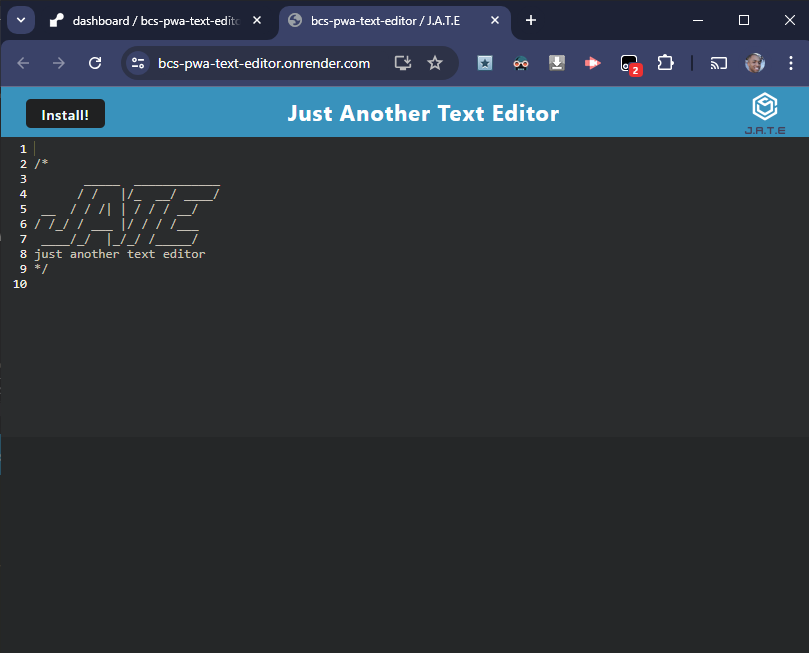 dashboard / bcs-pwa-text-edito
bcs-pwa-text-editor / J.A.T.E
bcs-pwa-text-editor.onrender.com
2
Install!
Just Another Text Editor
J.A.T.E
1
2 /*
3       _____  ____________
4      / /   |/_  __/ ____/
5 __  / / /| | / / / __/
6 / /_/ / ___ |/ / / /___
7 ____/_/  |_/_/ /_____/
8 just another text editor
9 */
10